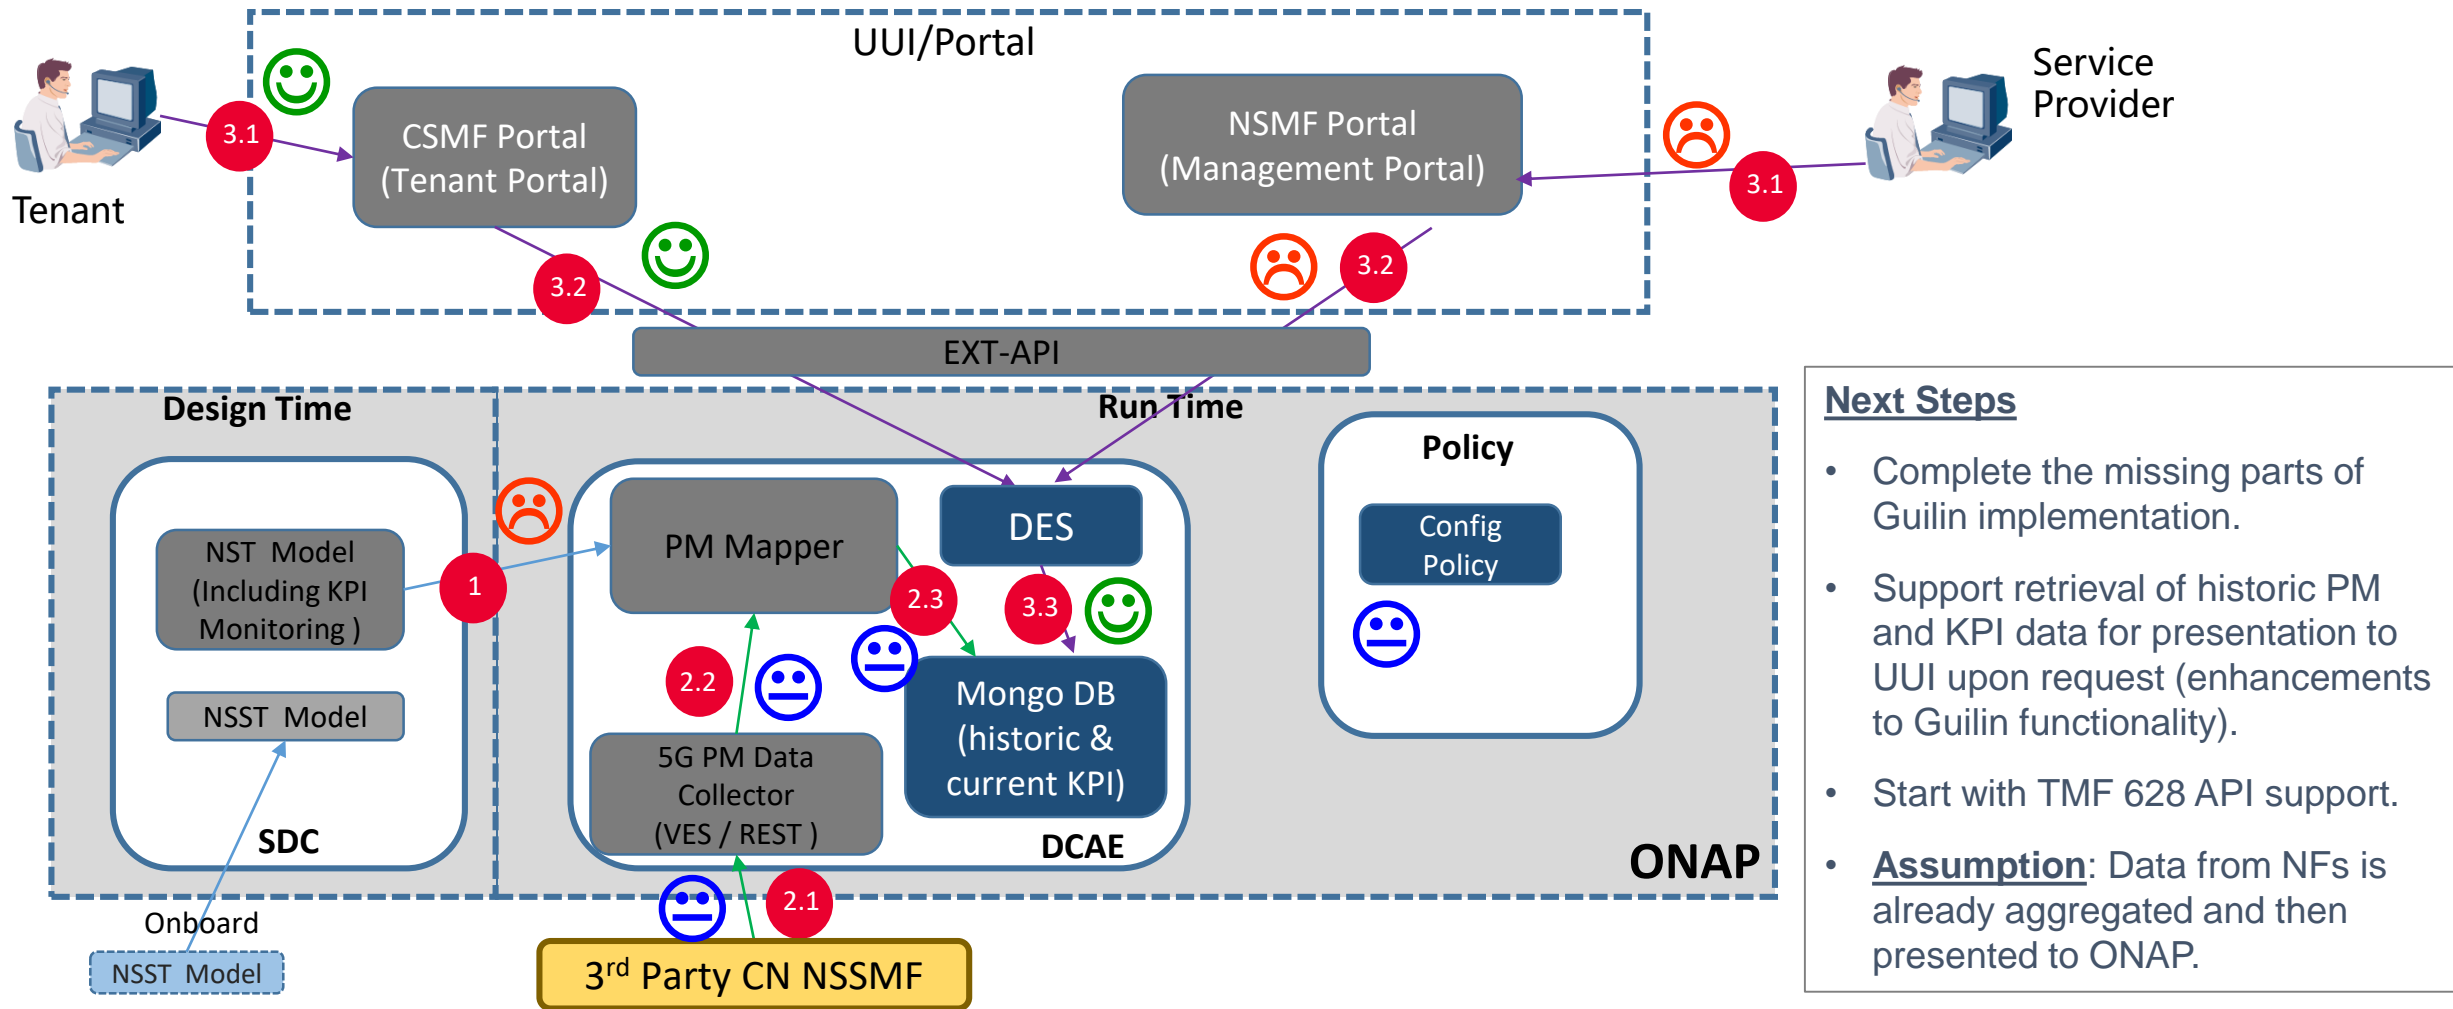 UUI/Portal
Tenant
3.1
CSMF Portal
(Tenant Portal)
NSMF Portal
(Management Portal)
3.1
Service
Provider
3.2
3.2
EXT-API
Design Time
Run Time
NST Model
(Including KPI
Monitoring )
NSST Model
SDC
1
PM Mapper
DES
2.3
3.3
2.2
Mongo DB
(historic &
current KPI)
5G PM Data
Collector
(VES / REST )
DCAE
Policy
Config
Policy
ONAP
Onboard
NSST Model
2.1
3rd Party CN NSSMF
Next Steps
• Complete the missing parts of
Guilin implementation.
• Support retrieval of historic PM
and KPI data for presentation to
UUI upon request (enhancements
to Guilin functionality).
• Start with TMF 628 API support.
• Assumption: Data from NFs is
already aggregated and then
presented to ONAP.